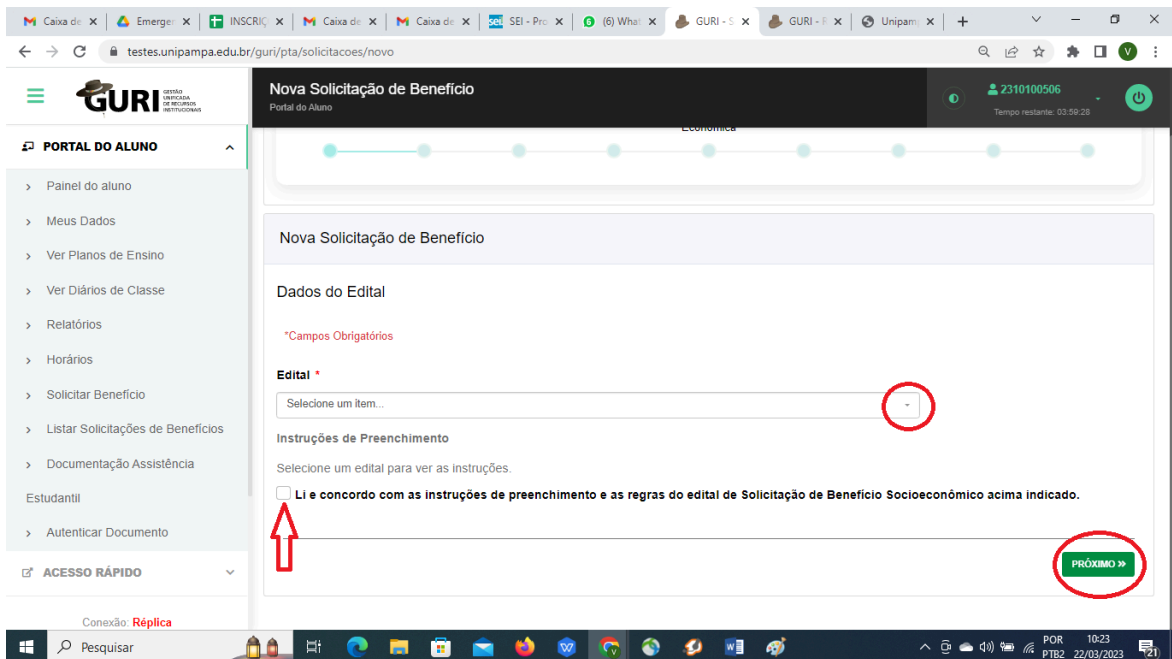 Caixa de
Emerger
INSCRIÇ
Caixa de
Caixa de
sei SEI - Pro
(6) What
GURI - S
GURI - P
Unipam
testes.unipampa.edu.br/guri/pta/solicitacoes/novo
V
GURI GESTÃO UNIFICADA DE RECURSOS INSTITUCIONAIS
Nova Solicitação de Benefício
Portal do Aluno
2310100506
Tempo restante: 03:59:28
PORTAL DO ALUNO
Painel do aluno
Meus Dados
Ver Planos de Ensino
Ver Diários de Classe
Relatórios
Horários
Solicitar Benefício
Listar Solicitações de Benefícios
Documentação Assistência
Estudantil
Autenticar Documento
ACESSO RÁPIDO
Conexão: Réplica
Econômica
Nova Solicitação de Benefício
Dados do Edital
*Campos Obrigatórios
Edital *
Selecione um item...
Instruções de Preenchimento
Selecione um edital para ver as instruções.
Li e concordo com as instruções de preenchimento e as regras do edital de Solicitação de Benefício Socioeconômico acima indicado.
PRÓXIMO »
Pesquisar
POR
PTB2
10:23
22/03/2023
21